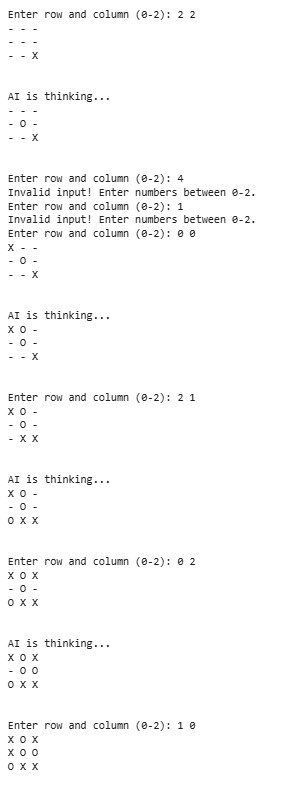 Enter row and column (0-2): 2 2
- - -
- - -
- - X
AI is thinking...
- - -
- O -
- - X
Enter row and column (0-2): 4
Invalid input! Enter numbers between 0-2.
Enter row and column (0-2): 1
Invalid input! Enter numbers between 0-2.
Enter row and column (0-2): 0 0
X - -
- O -
- - X
AI is thinking...
X O -
- O -
- - X
Enter row and column (0-2): 2 1
X O -
- O -
- X X
AI is thinking...
X O -
- O -
O X X
Enter row and column (0-2): 0 2
X O X
- O -
O X X
AI is thinking...
X O X
- O O
O X X
Enter row and column (0-2): 1 0
X O X
X O O
O X X